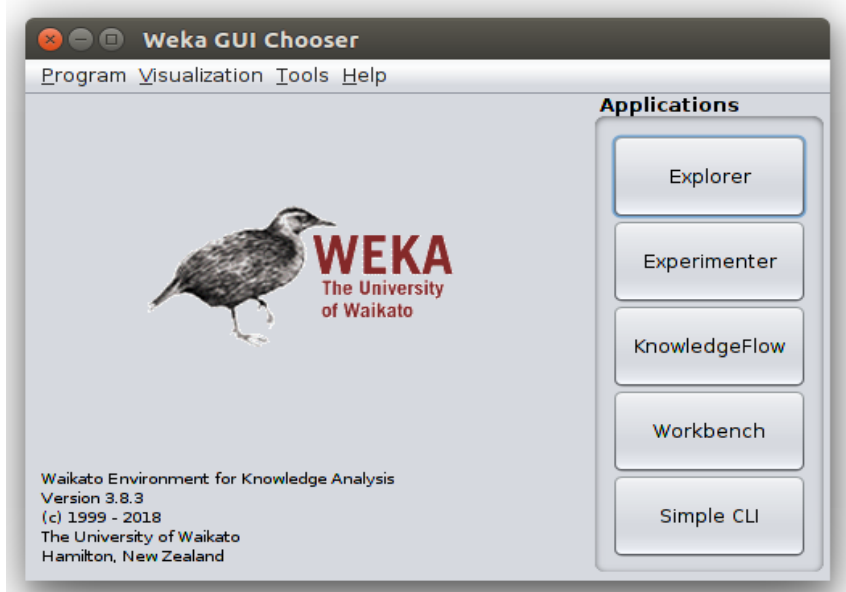 Weka GUI Chooser
Program Visualization Tools Help
Applications
Explorer
Experimenter
KnowledgeFlow
Workbench
Simple CLI
WEKA
The University
of Waikato
Waikato Environment for Knowledge Analysis
Version 3.8.3
(c) 1999 - 2018
The University of Waikato
Hamilton, New Zealand